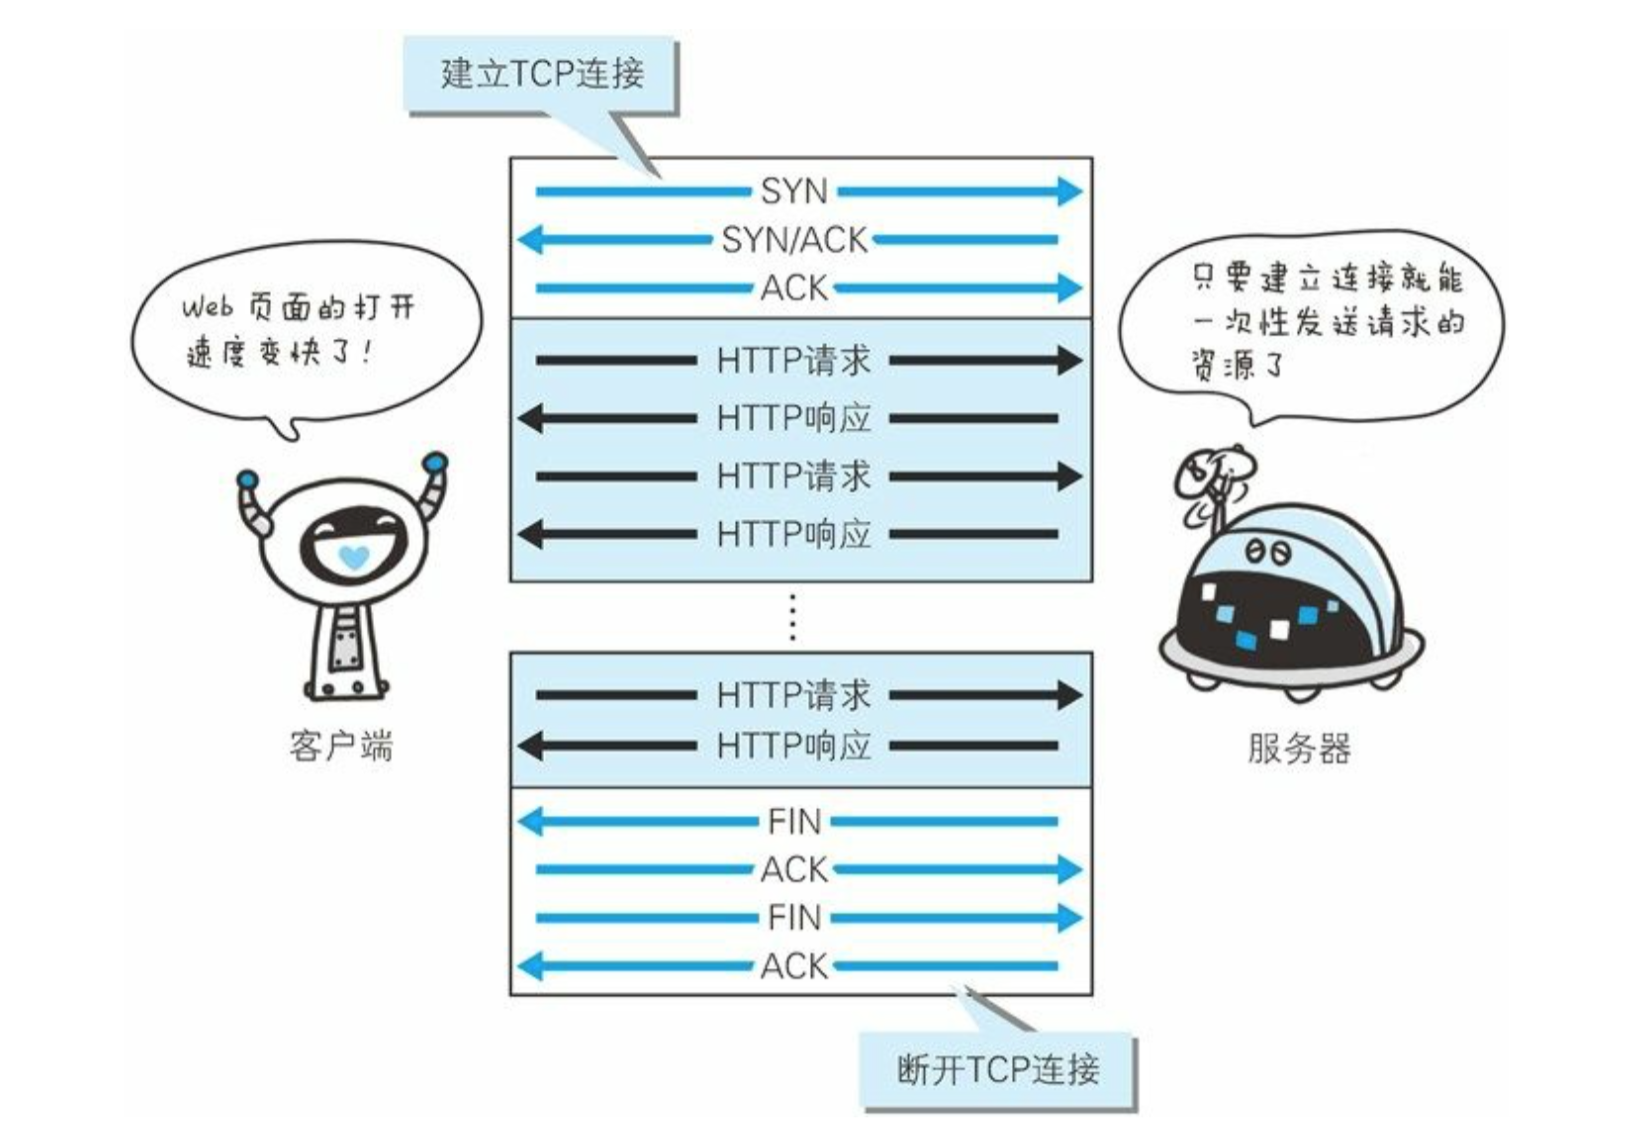 建立TCP连接
SYN
SYN/ACK
ACK
Web 页面的打开
速度变快了！
只要建立连接就能
一次性发送请求的
资源了
HTTP请求
HTTP响应
HTTP请求
HTTP响应
HTTP请求
HTTP响应
客户端
服务器
FIN
ACK
FIN
ACK
断开TCP连接